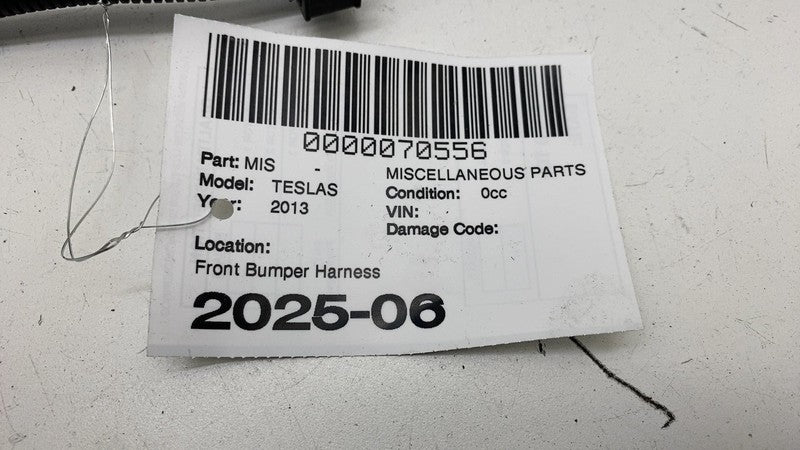 0000070556
Part: MIS - MISCELLANEOUS PARTS
Model: TESLAS Condition: 0cc
Year: 2013 VIN:
Damage Code:
Location:
Front Bumper Harness
2025-06